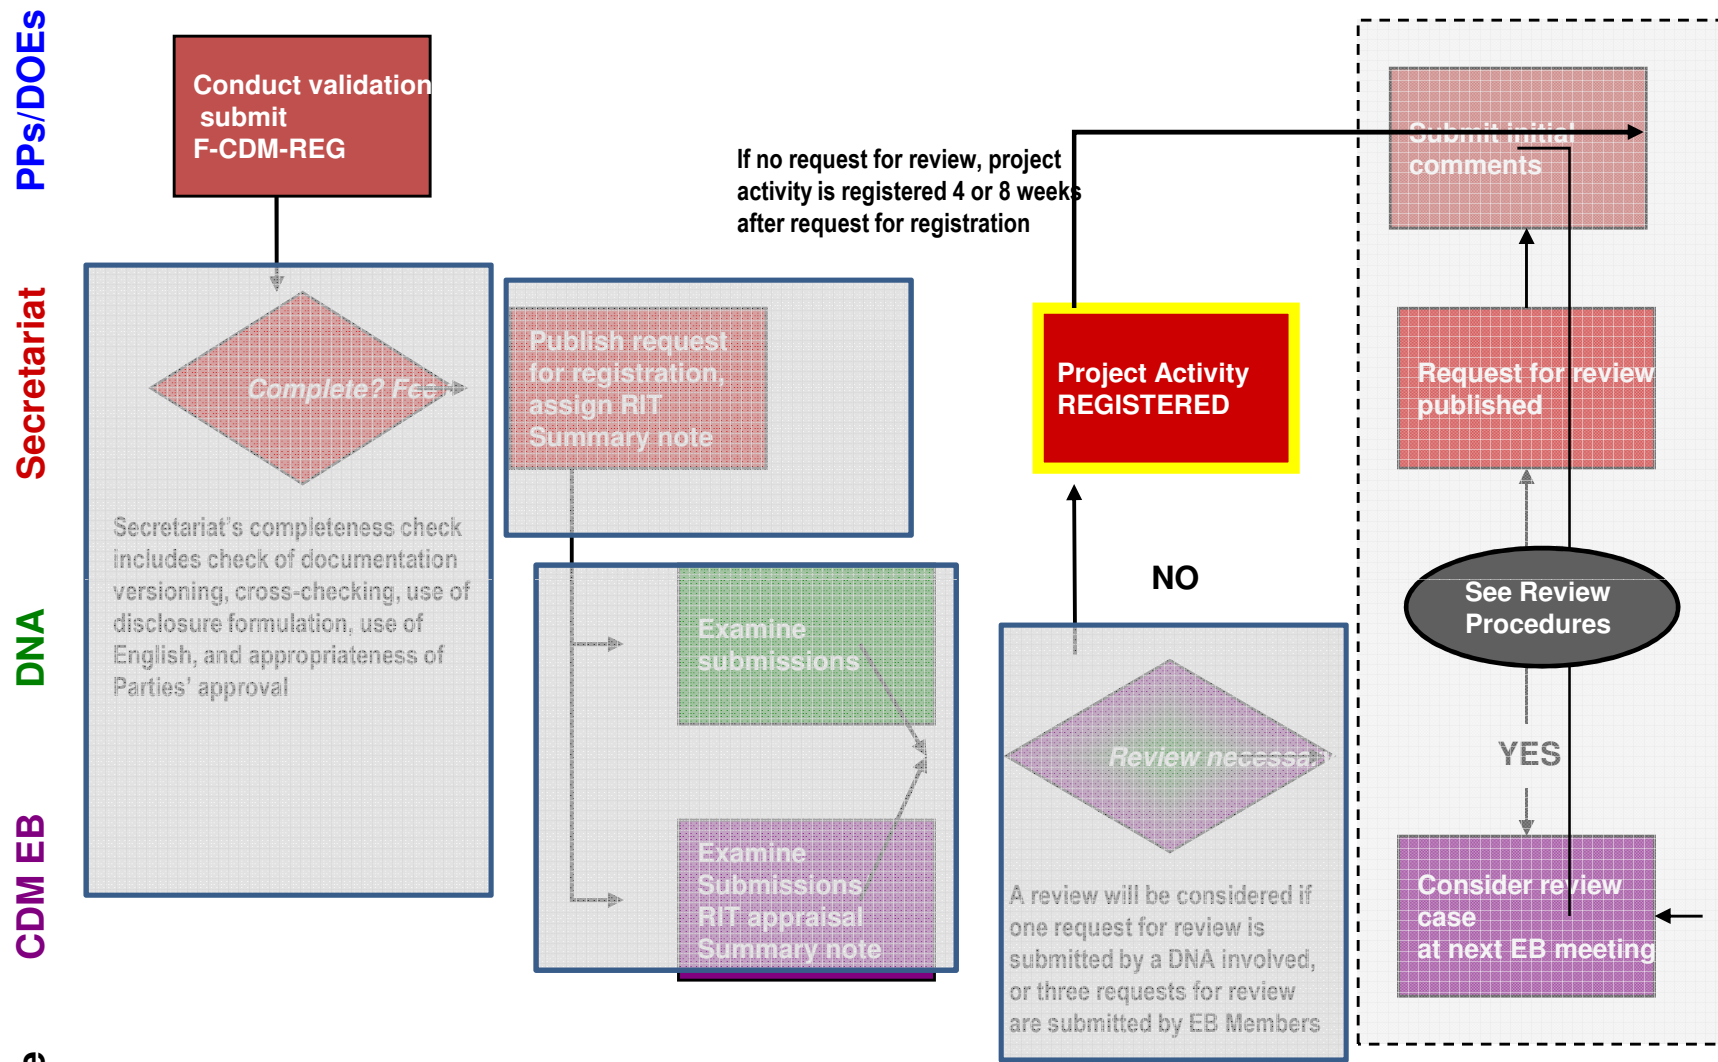 PPs/DOEs
Conduct validation
submit
F-CDM-REG
If no request for review, project
activity is registered 4 or 8 weeks
after request for registration
Submit initial
comments
Secretariat
Complete?
Publish request
for registration,
assign RIT
Summary note
Project Activity
REGISTERED
Request for review
published
Secretariat's completeness check
includes check of documentation
versioning, cross-checking, use of
disclosure formulation, use of
English, and appropriateness of
Parties' approval
DNA
Examine
submissions
NO
See Review
Procedures
Review
YES
CDM EB
Examine
Submissions
RIT appraisal
Summary note
A review will be considered if
one request for review is
submitted by a DNA involved,
or three requests for review
are submitted by EB Members
Consider review
case
at next EB meeting
e